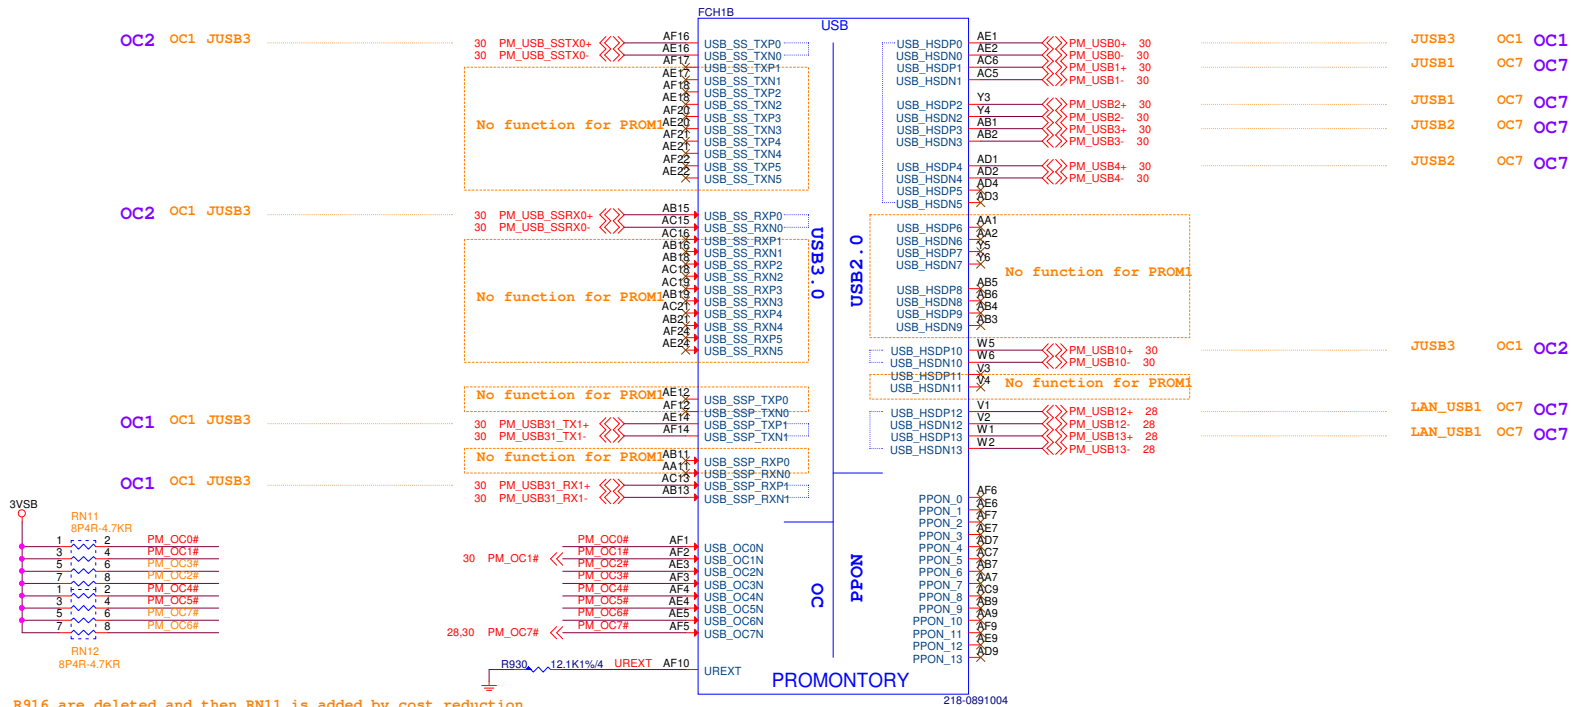 FCH1B
USB
OC2 OC1 JUSB3
30 PM_USB_SSTX0+ AF16 USB_SS_TXP0
30 PM_USB_SSTX0- AE16 USB_SS_TXN0
AF17 USB_SS_TXP1
AE17 USB_SS_TXN1
AF18 USB_SS_TXP2
AE18 USB_SS_TXN2
AF20 USB_SS_TXP3
No function for PROM1
AE20 USB_SS_TXN3
AF21 USB_SS_TXP4
AE21 USB_SS_TXN4
AF22 USB_SS_TXP5
AE22 USB_SS_TXN5
OC2 OC1 JUSB3
30 PM_USB_SSRX0+ AB15 USB_SS_RXP0
30 PM_USB_SSRX0- AC15 USB_SS_RXN0
AC16 USB_SS_RXP1
AB16 USB_SS_RXN1
AB18 USB_SS_RXP2
AC18 USB_SS_RXN2
AC19 USB_SS_RXP3
No function for PROM1
AB19 USB_SS_RXN3
AC21 USB_SS_RXP4
AB21 USB_SS_RXN4
AF24 USB_SS_RXP5
AE24 USB_SS_RXN5
No function for PROM1
AE12 USB_SSP_TXP0
AF12 USB_SSP_TXN0
OC1 OC1 JUSB3
30 PM_USB31_TX1+ AE14 USB_SSP_TXP1
30 PM_USB31_TX1- AF14 USB_SSP_TXN1
No function for PROM1
AB11 USB_SSP_RXP0
AA11 USB_SSP_RXN0
OC1 OC1 JUSB3
30 PM_USB31_RX1+ AC13 USB_SSP_RXP1
30 PM_USB31_RX1- AB13 USB_SSP_RXN1
USB3.0
USB2.0
USB_HSDP0 AE1 PM_USB0+ 30 JUSB3 OC1 OC1
USB_HSDN0 AE2 PM_USB0- 30
USB_HSDP1 AC6 PM_USB1+ 30 JUSB1 OC7 OC7
USB_HSDN1 AC5 PM_USB1- 30
USB_HSDP2 Y3 PM_USB2+ 30 JUSB1 OC7 OC7
USB_HSDN2 Y4 PM_USB2- 30
USB_HSDP3 AB1 PM_USB3+ 30 JUSB2 OC7 OC7
USB_HSDN3 AB2 PM_USB3- 30
USB_HSDP4 AD1 PM_USB4+ 30 JUSB2 OC7 OC7
USB_HSDN4 AD2 PM_USB4- 30
USB_HSDP5 AD4
USB_HSDN5 AD3
USB_HSDP6 AA1
USB_HSDN6 AA2
USB_HSDP7 Y5
USB_HSDN7 Y6
No function for PROM1
USB_HSDP8 AB5
USB_HSDN8 AB6
USB_HSDP9 AB4
USB_HSDN9 AB3
USB_HSDP10 W5 PM_USB10+ 30 JUSB3 OC1 OC2
USB_HSDN10 W6 PM_USB10- 30
USB_HSDP11 V3
USB_HSDN11 V4
No function for PROM1
USB_HSDP12 V1 PM_USB12+ 28 LAN_USB1 OC7 OC7
USB_HSDN12 V2 PM_USB12- 28
USB_HSDP13 W1 PM_USB13+ 28 LAN_USB1 OC7 OC7
USB_HSDN13 W2 PM_USB13- 28
3VSB
RN11
8P4R-4.7KR
1 2 PM_OC0#
3 4 PM_OC1#
5 6 PM_OC3#
7 8 PM_OC2#
1 2 PM_OC4#
3 4 PM_OC5#
5 6 PM_OC7#
7 8 PM_OC6#
RN12
8P4R-4.7KR
PM_OC0# AF1 USB_OC0N
30 PM_OC1# PM_OC1# AF2 USB_OC1N
PM_OC2# AE3 USB_OC2N
PM_OC3# AF3 USB_OC3N
PM_OC4# AF4 USB_OC4N
PM_OC5# AE4 USB_OC5N
PM_OC6# AE5 USB_OC6N
28,30 PM_OC7# PM_OC7# AF5 USB_OC7N
OC
PPON
PPON_0 AF6
PPON_1 AE6
PPON_2 AF7
PPON_3 AE7
PPON_4 AD7
PPON_5 AC7
PPON_6 AB7
PPON_7 AA7
PPON_8 AC9
PPON_9 AB9
PPON_10 AA9
PPON_11 AF9
PPON_12 AE9
PPON_13 AD9
R930 12.1K1%/4 UREXT AF10 UREXT
PROMONTORY
218-0891004
R916 are deleted and then RN11 is added by cost reduction